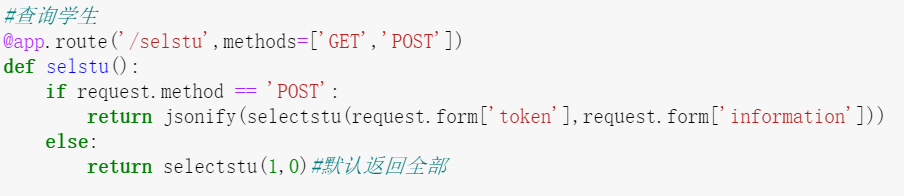 #查询学生
@app.route('/selstu',methods=['GET','POST'])
def selstu():
    if request.method == 'POST':
        return jsonify(selectstu(request.form['token'],request.form['information']))
    else:
        return selectstu(1,0)#默认返回全部